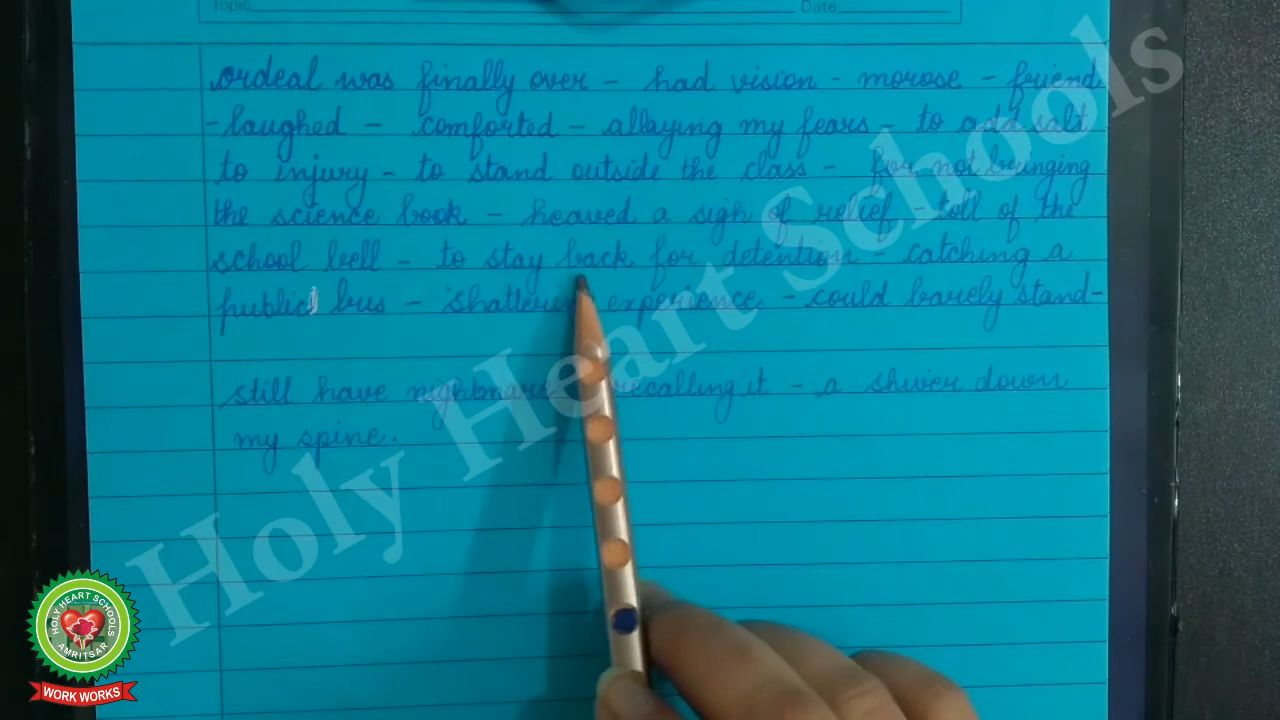 Topic Date
ordeal was finally over - had vision - morose - friend
- laughed - comforted - allaying my fears - to add salt
to injury - to stand outside the class - for not bringing
the science book - heaved a sigh of relief - toll of the
school bell - to stay back for detention - catching a
public bus - shattering experience - could barely stand -
still have nightmares recalling it - a shiver down
my spine.
Holy Heart Schools
HOLY HEART SCHOOLS
AMRITSAR
WORK WORKS